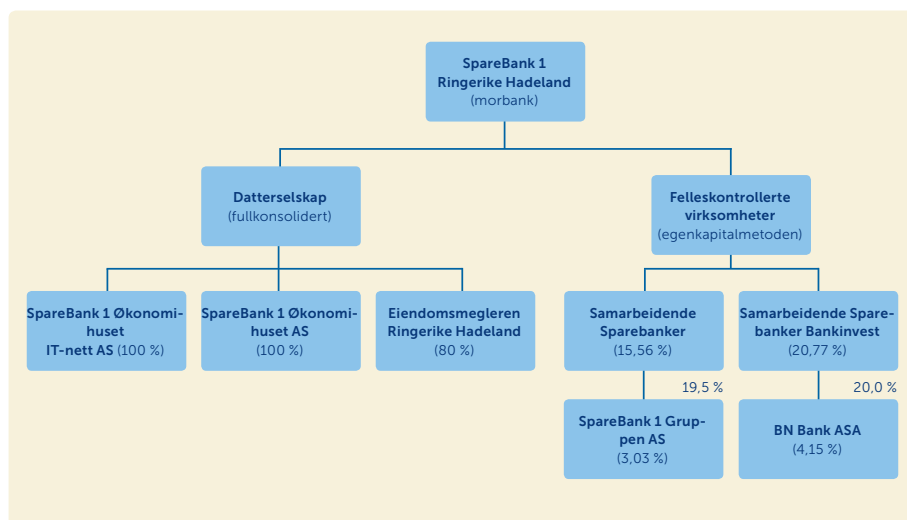 SpareBank 1
Ringerike Hadeland
(morbank)
Datterselskap
(fullkonsolidert)
Felleskontrollerte
virksomheter
(egenkapitalmetoden)
SpareBank 1 Økonomi-
huset
IT-nett AS (100 %)
SpareBank 1 Økonomi-
huset AS
(100 %)
Eiendomsmegleren
Ringerike Hadeland
(80 %)
Samarbeidende
Sparebanker
(15,56 %)
Samarbeidende Spare-
banker Bankinvest
(20,77 %)
19,5 %
20,0 %
SpareBank 1 Grup-
pen AS
(3,03 %)
BN Bank ASA
(4,15 %)